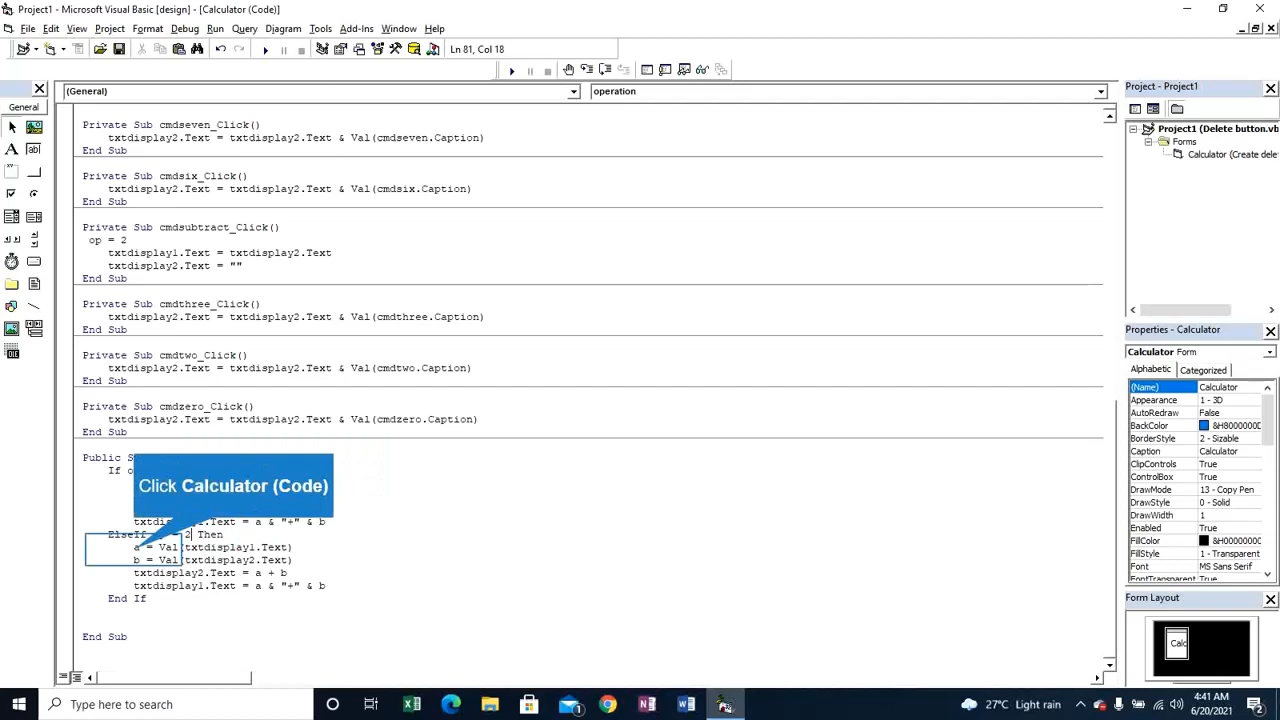 Project1 - Microsoft Visual Basic [design] - [Calculator (Code)]
File Edit View Project Format Debug Run Query Diagram Tools Add-Ins Window Help
Ln 81, Col 18
(General)
operation
General
Private Sub cmdseven_Click()
txtdisplay2.Text = txtdisplay2.Text & Val(cmdseven.Caption)
End Sub
Private Sub cmdsix_Click()
txtdisplay2.Text = txtdisplay2.Text & Val(cmdsix.Caption)
End Sub
Private Sub cmdsubtract_Click()
op = 2
txtdisplay1.Text = txtdisplay2.Text
txtdisplay2.Text = ""
End Sub
Private Sub cmdthree_Click()
txtdisplay2.Text = txtdisplay2.Text & Val(cmdthree.Caption)
End Sub
Private Sub cmdtwo_Click()
txtdisplay2.Text = txtdisplay2.Text & Val(cmdtwo.Caption)
End Sub
Private Sub cmdzero_Click()
txtdisplay2.Text = txtdisplay2.Text & Val(cmdzero.Caption)
End Sub
Public
If
Click Calculator (Code)
= a & "+" & b
ElseIf 2 Then
a = Val(txtdisplay1.Text)
b = Val(txtdisplay2.Text)
txtdisplay2.Text = a + b
txtdisplay1.Text = a & "+" & b
End If
End Sub
Project - Project1
Project1 (Delete button.vb
Forms
Calculator (Create dele
Properties - Calculator
Calculator Form
Alphabetic Categorized
(Name) Calculator
Appearance 1 - 3D
AutoRedraw False
BackColor &H8000000D
BorderStyle 2 - Sizable
Caption Calculator
ClipControls True
ControlBox True
DrawMode 13 - Copy Pen
DrawStyle 0 - Solid
DrawWidth 1
Enabled True
FillColor &H00000000
FillStyle 1 - Transparent
Font MS Sans Serif
FontTransparent True
Form Layout
Calc
Type here to search
27°C Light rain
4:41 AM
6/20/2021